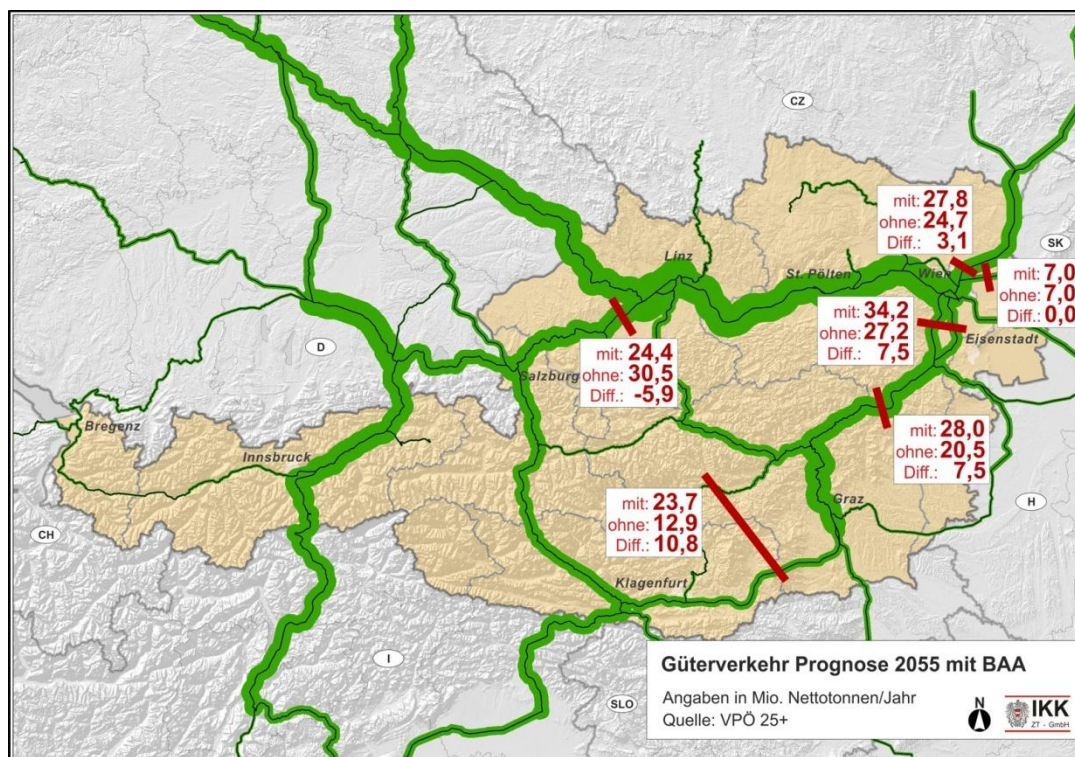 CZ
mit: 27,8
ohne: 24,7
Diff.: 3,1
SK
Linz
St. Pölten
Wien
mit: 7,0
ohne: 7,0
Diff.: 0,0
mit: 34,2
ohne: 27,2
Diff.: 7,5
Eisenstadt
D
mit: 24,4
ohne: 30,5
Diff.: -5,9
Salzburg
Bregenz
Innsbruck
mit: 28,0
ohne: 20,5
Diff.: 7,5
mit: 23,7
ohne: 12,9
Diff.: 10,8
Graz
H
CH
Klagenfurt
I
SLO
Güterverkehr Prognose 2055 mit BAA
Angaben in Mio. Nettotonnen/Jahr
Quelle: VPÖ 25+
N
IKK
ZT - GmbH